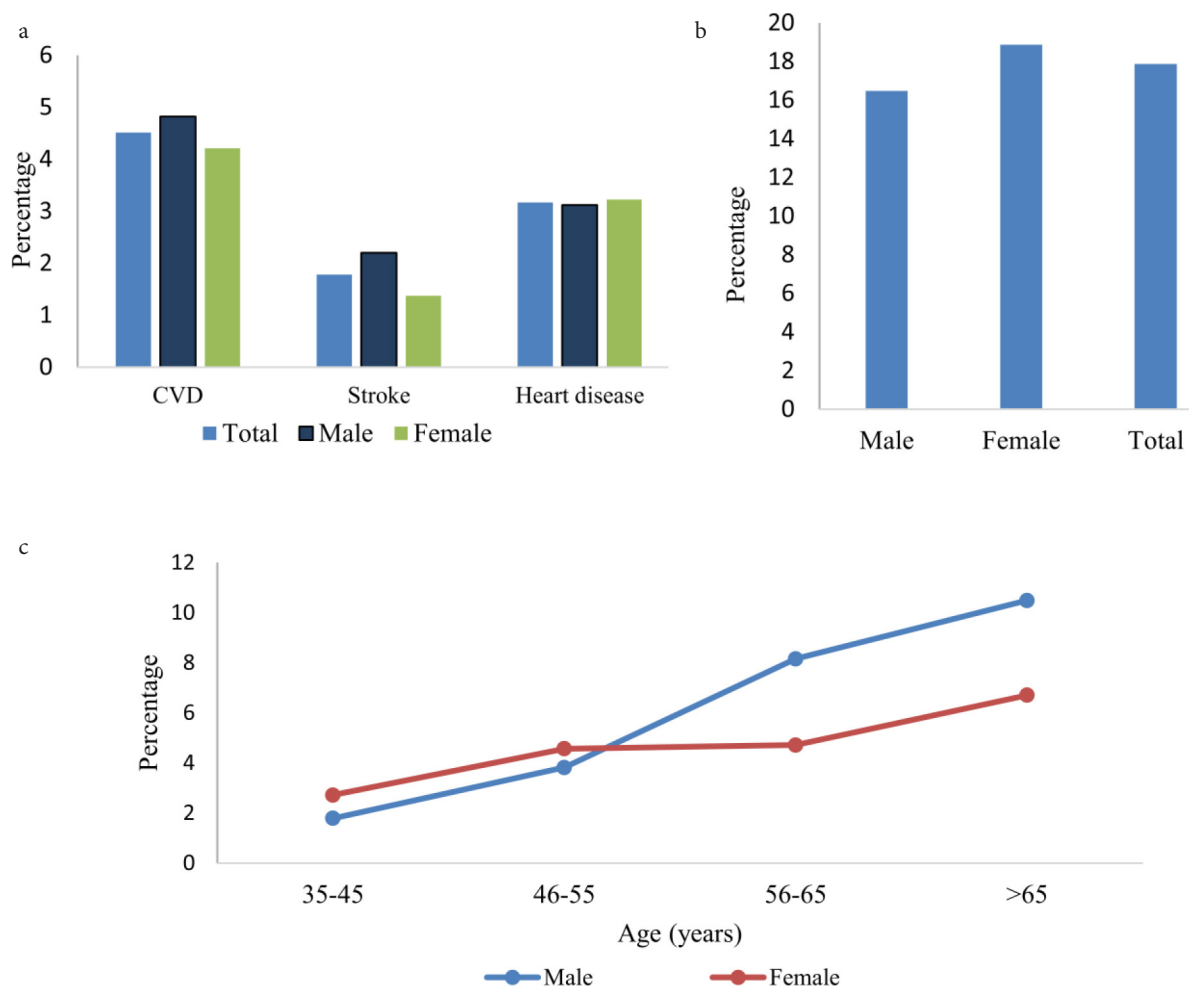 a
6
5
4
3
2
1
0
Percentage
CVD Stroke Heart disease
Total Male Female
b
20
18
16
14
12
10
8
6
4
2
0
Percentage
Male Female Total
c
12
10
8
6
4
2
0
Percentage
35-45 46-55 56-65 >65
Age (years)
Male Female